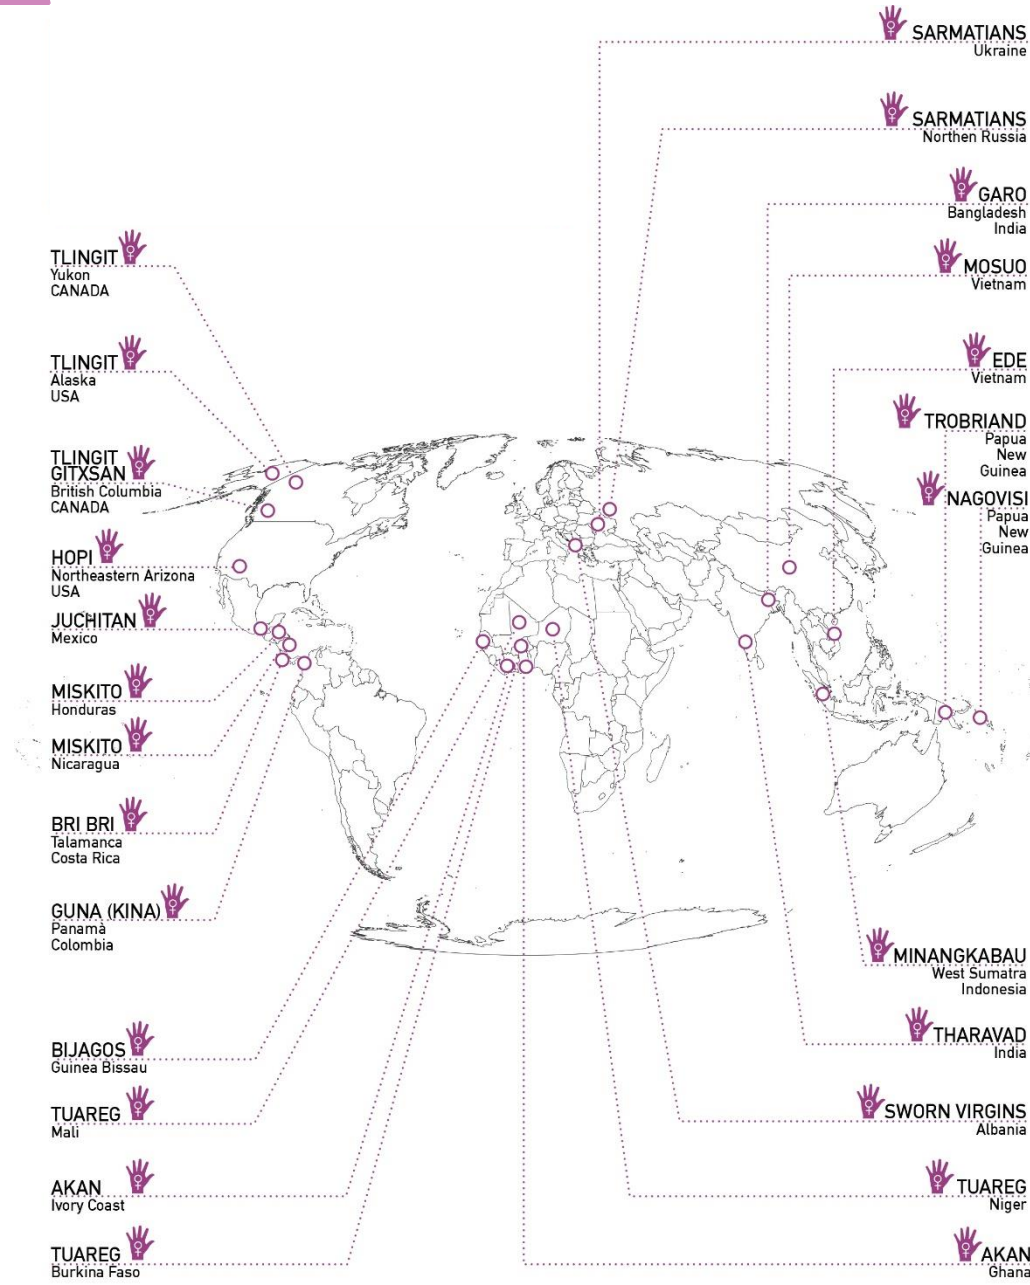 SARMATIANS
Ukraine
SARMATIANS
Northen Russia
GARO
Bangladesh
India
MOSUO
Vietnam
EDE
Vietnam
TROBRIAND
Papua
New
Guinea
NAGOVISI
Papua
New
Guinea
TLINGIT
Yukon
CANADA
TLINGIT
Alaska
USA
TLINGIT
GITXSAN
British Columbia
CANADA
HOPI
Northeastern Arizona
USA
JUCHITAN
Mexico
MISKITO
Honduras
MISKITO
Nicaragua
BRI BRI
Talamanca
Costa Rica
GUNA (KINA)
Panamà
Colombia
BIJAGOS
Guinea Bissau
TUAREG
Mali
AKAN
Ivory Coast
TUAREG
Burkina Faso
MINANGKABAU
West Sumatra
Indonesia
THARAVAD
India
SWORN VIRGINS
Albania
TUAREG
Niger
AKAN
Ghana